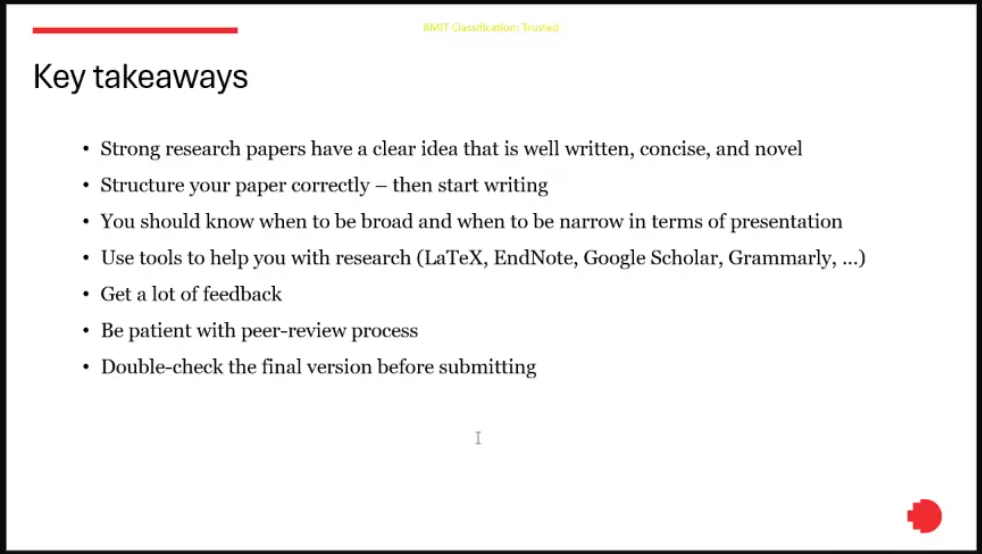 RMIT Classification: Trusted
Key takeaways
• Strong research papers have a clear idea that is well written, concise, and novel
• Structure your paper correctly – then start writing
• You should know when to be broad and when to be narrow in terms of presentation
• Use tools to help you with research (LaTeX, EndNote, Google Scholar, Grammarly, ...)
• Get a lot of feedback
• Be patient with peer-review process
• Double-check the final version before submitting